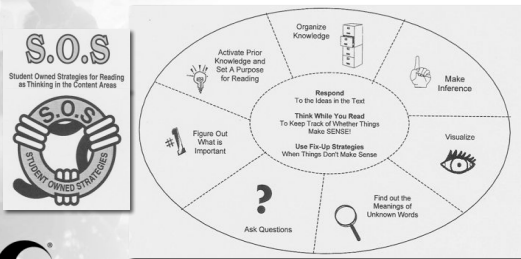 S.O.S
Student Owned Strategies for Reading
as Thinking in the Content Areas
S.O.S
STUDENT OWNED STRATEGIES
Organize
Knowledge
Activate Prior
Knowledge and
Set A Purpose
for Reading
Make
Inference
Respond
To the Ideas in the Text
Think While You Read
To Keep Track of Whether Things
Make SENSE!
Use Fix-Up Strategies
When Things Don't Make Sense
#1
Figure Out
What is
Important
Visualize
?
Ask Questions
Find out the
Meanings of
Unknown Words
®